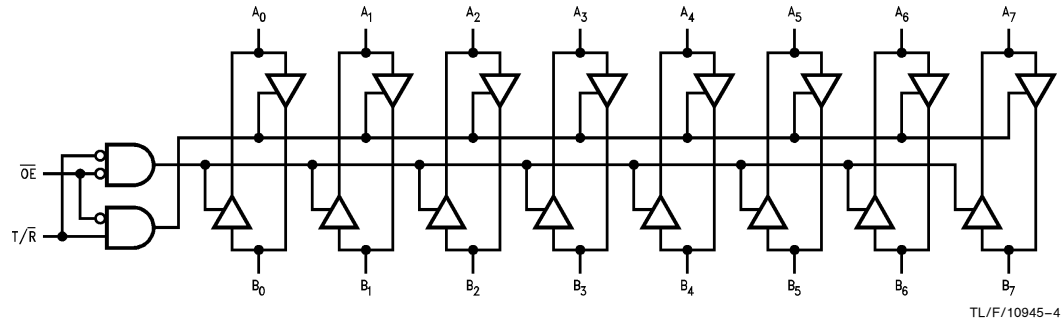 A0 A1 A2 A3 A4 A5 A6 A7
O̅E̅
T/R̅
B0 B1 B2 B3 B4 B5 B6 B7
TL/F/10945–4